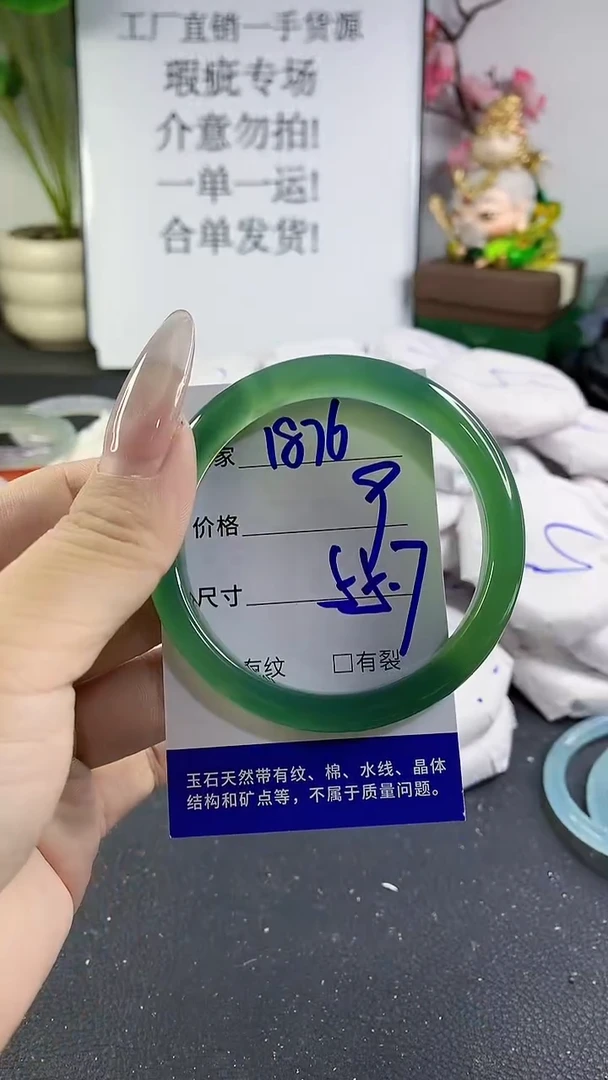 工厂直销一手货源
瑕疵专场
介意勿拍!
一单一运!
合单发货!
家 1876
价格
尺寸 55.7
有纹 □有裂
玉石天然带有纹、棉、水线、晶体
结构和矿点等，不属于质量问题。